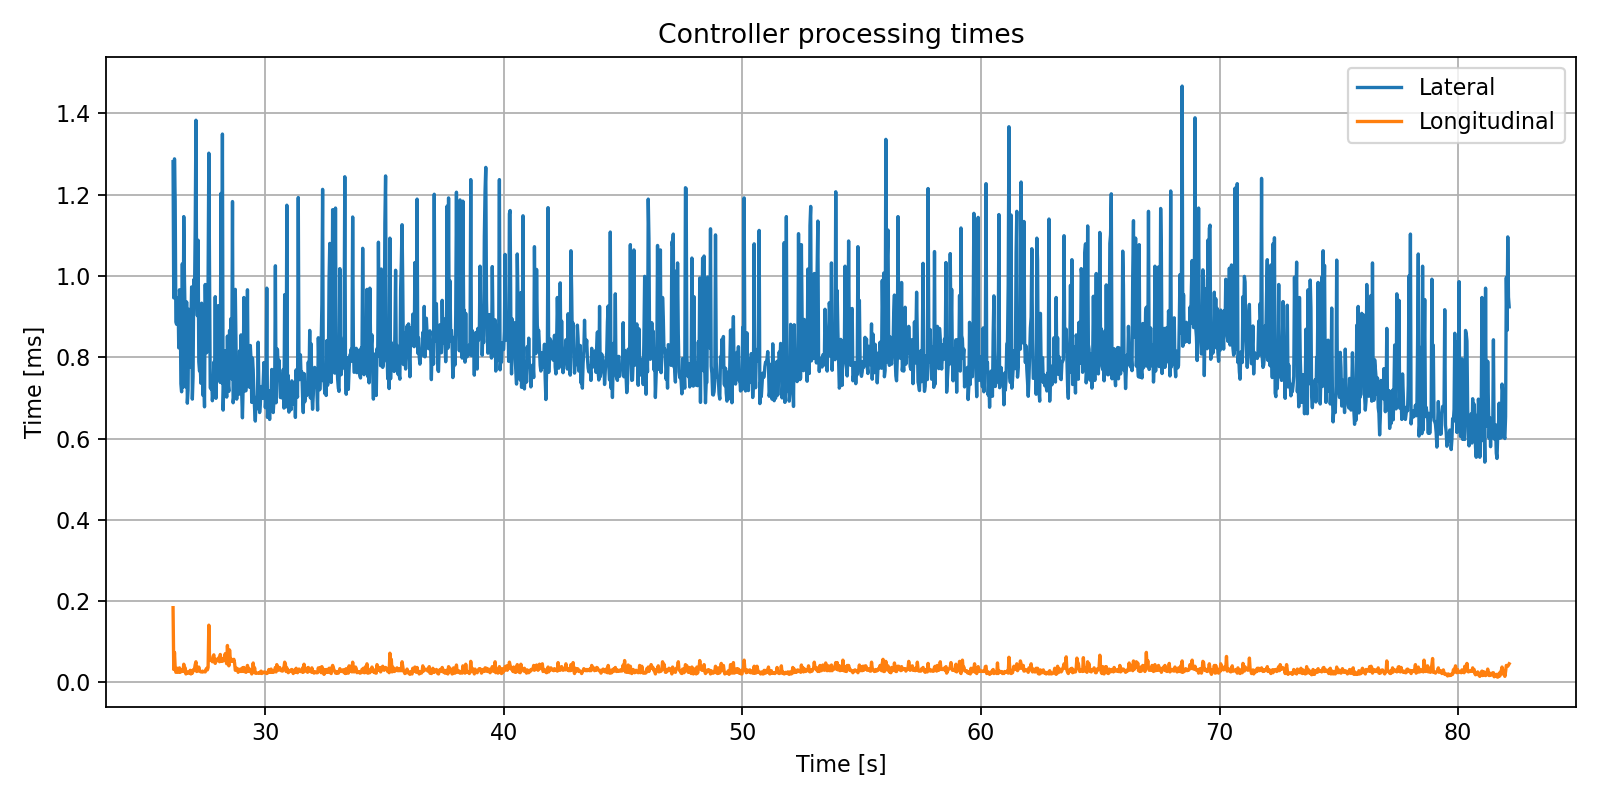 Controller processing times
Lateral
Longitudinal
Time [ms]
1.4
1.2
1.0
0.8
0.6
0.4
0.2
0.0
30 40 50 60 70 80
Time [s]